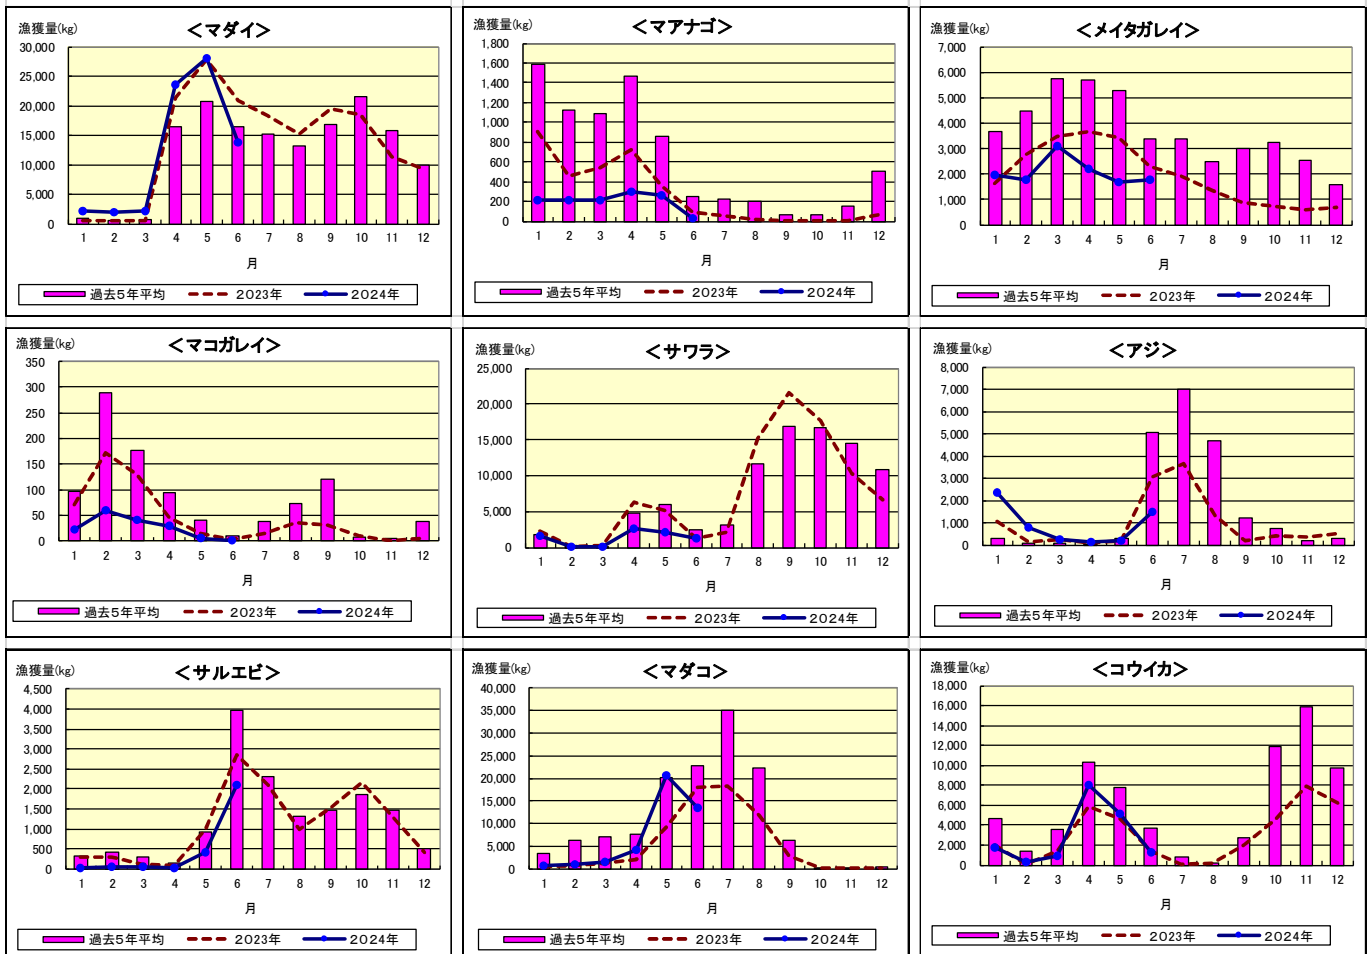 漁獲量(kg)
＜マダイ＞
30,000
25,000
20,000
15,000
10,000
5,000
0
1 2 3 4 5 6 7 8 9 10 11 12
月
過去5年平均 2023年 2024年
漁獲量(kg)
＜マアナゴ＞
1,800
1,600
1,400
1,200
1,000
800
600
400
200
0
1 2 3 4 5 6 7 8 9 10 11 12
月
過去5年平均 2023年 2024年
漁獲量(kg)
＜メイタガレイ＞
7,000
6,000
5,000
4,000
3,000
2,000
1,000
0
1 2 3 4 5 6 7 8 9 10 11 12
月
過去5年平均 2023年 2024年
漁獲量(kg)
＜マコガレイ＞
350
300
250
200
150
100
50
0
1 2 3 4 5 6 7 8 9 10 11 12
月
過去5年平均 2023年 2024年
漁獲量(kg)
＜サワラ＞
25,000
20,000
15,000
10,000
5,000
0
1 2 3 4 5 6 7 8 9 10 11 12
月
過去5年平均 2023年 2024年
漁獲量(kg)
＜アジ＞
8,000
7,000
6,000
5,000
4,000
3,000
2,000
1,000
0
1 2 3 4 5 6 7 8 9 10 11 12
月
過去5年平均 2023年 2024年
漁獲量(kg)
＜サルエビ＞
4,500
4,000
3,500
3,000
2,500
2,000
1,500
1,000
500
0
1 2 3 4 5 6 7 8 9 10 11 12
月
過去5年平均 2023年 2024年
漁獲量(kg)
＜マダコ＞
40,000
35,000
30,000
25,000
20,000
15,000
10,000
5,000
0
1 2 3 4 5 6 7 8 9 10 11 12
月
過去5年平均 2023年 2024年
漁獲量(kg)
＜コウイカ＞
18,000
16,000
14,000
12,000
10,000
8,000
6,000
4,000
2,000
0
1 2 3 4 5 6 7 8 9 10 11 12
月
過去5年平均 2023年 2024年